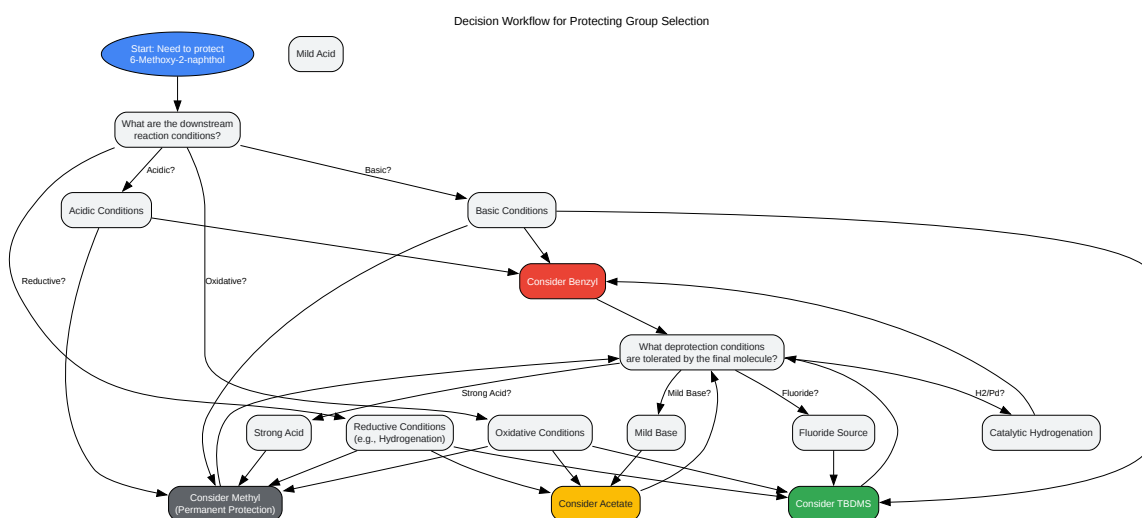 Decision Workflow for Protecting Group Selection
Start: Need to protect
6-Methoxy-2-naphthol
Mild Acid
What are the downstream
reaction conditions?
Acidic?
Basic?
Acidic Conditions
Basic Conditions
Reductive?
Oxidative?
Consider Benzyl
What deprotection conditions
are tolerated by the final molecule?
Strong Acid?
Mild Base?
Fluoride?
H2/Pd?
Strong Acid
Reductive Conditions
(e.g., Hydrogenation)
Oxidative Conditions
Mild Base
Fluoride Source
Catalytic Hydrogenation
Consider Methyl
(Permanent Protection)
Consider Acetate
Consider TBDMS